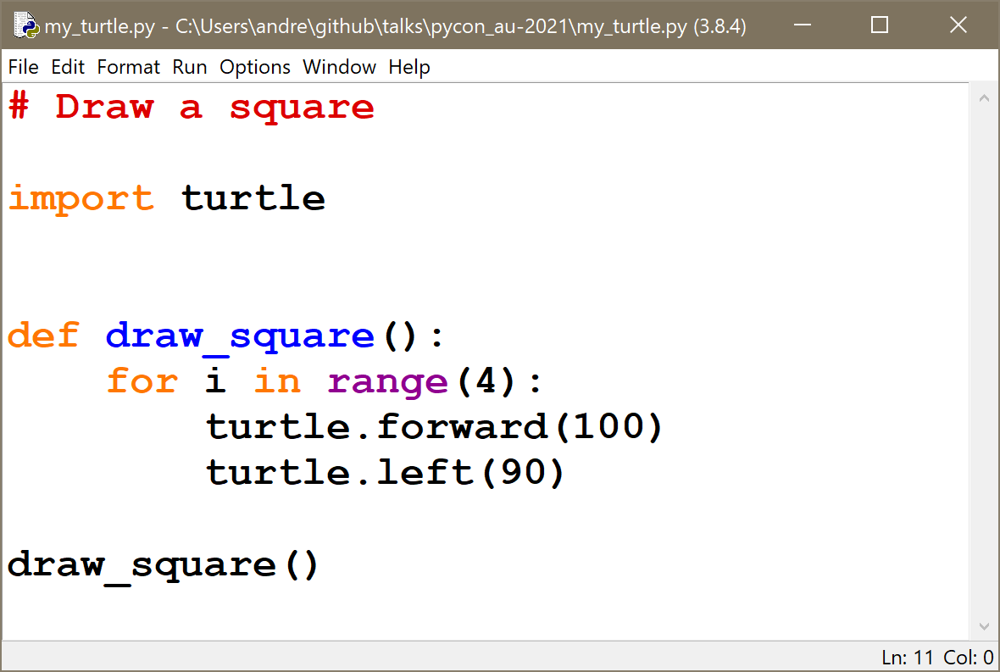 my_turtle.py - C:\Users\andre\github\talks\pycon_au-2021\my_turtle.py (3.8.4)
File Edit Format Run Options Window Help
# Draw a square
import turtle
def draw_square():
    for i in range(4):
        turtle.forward(100)
        turtle.left(90)
draw_square()
Ln: 11 Col: 0